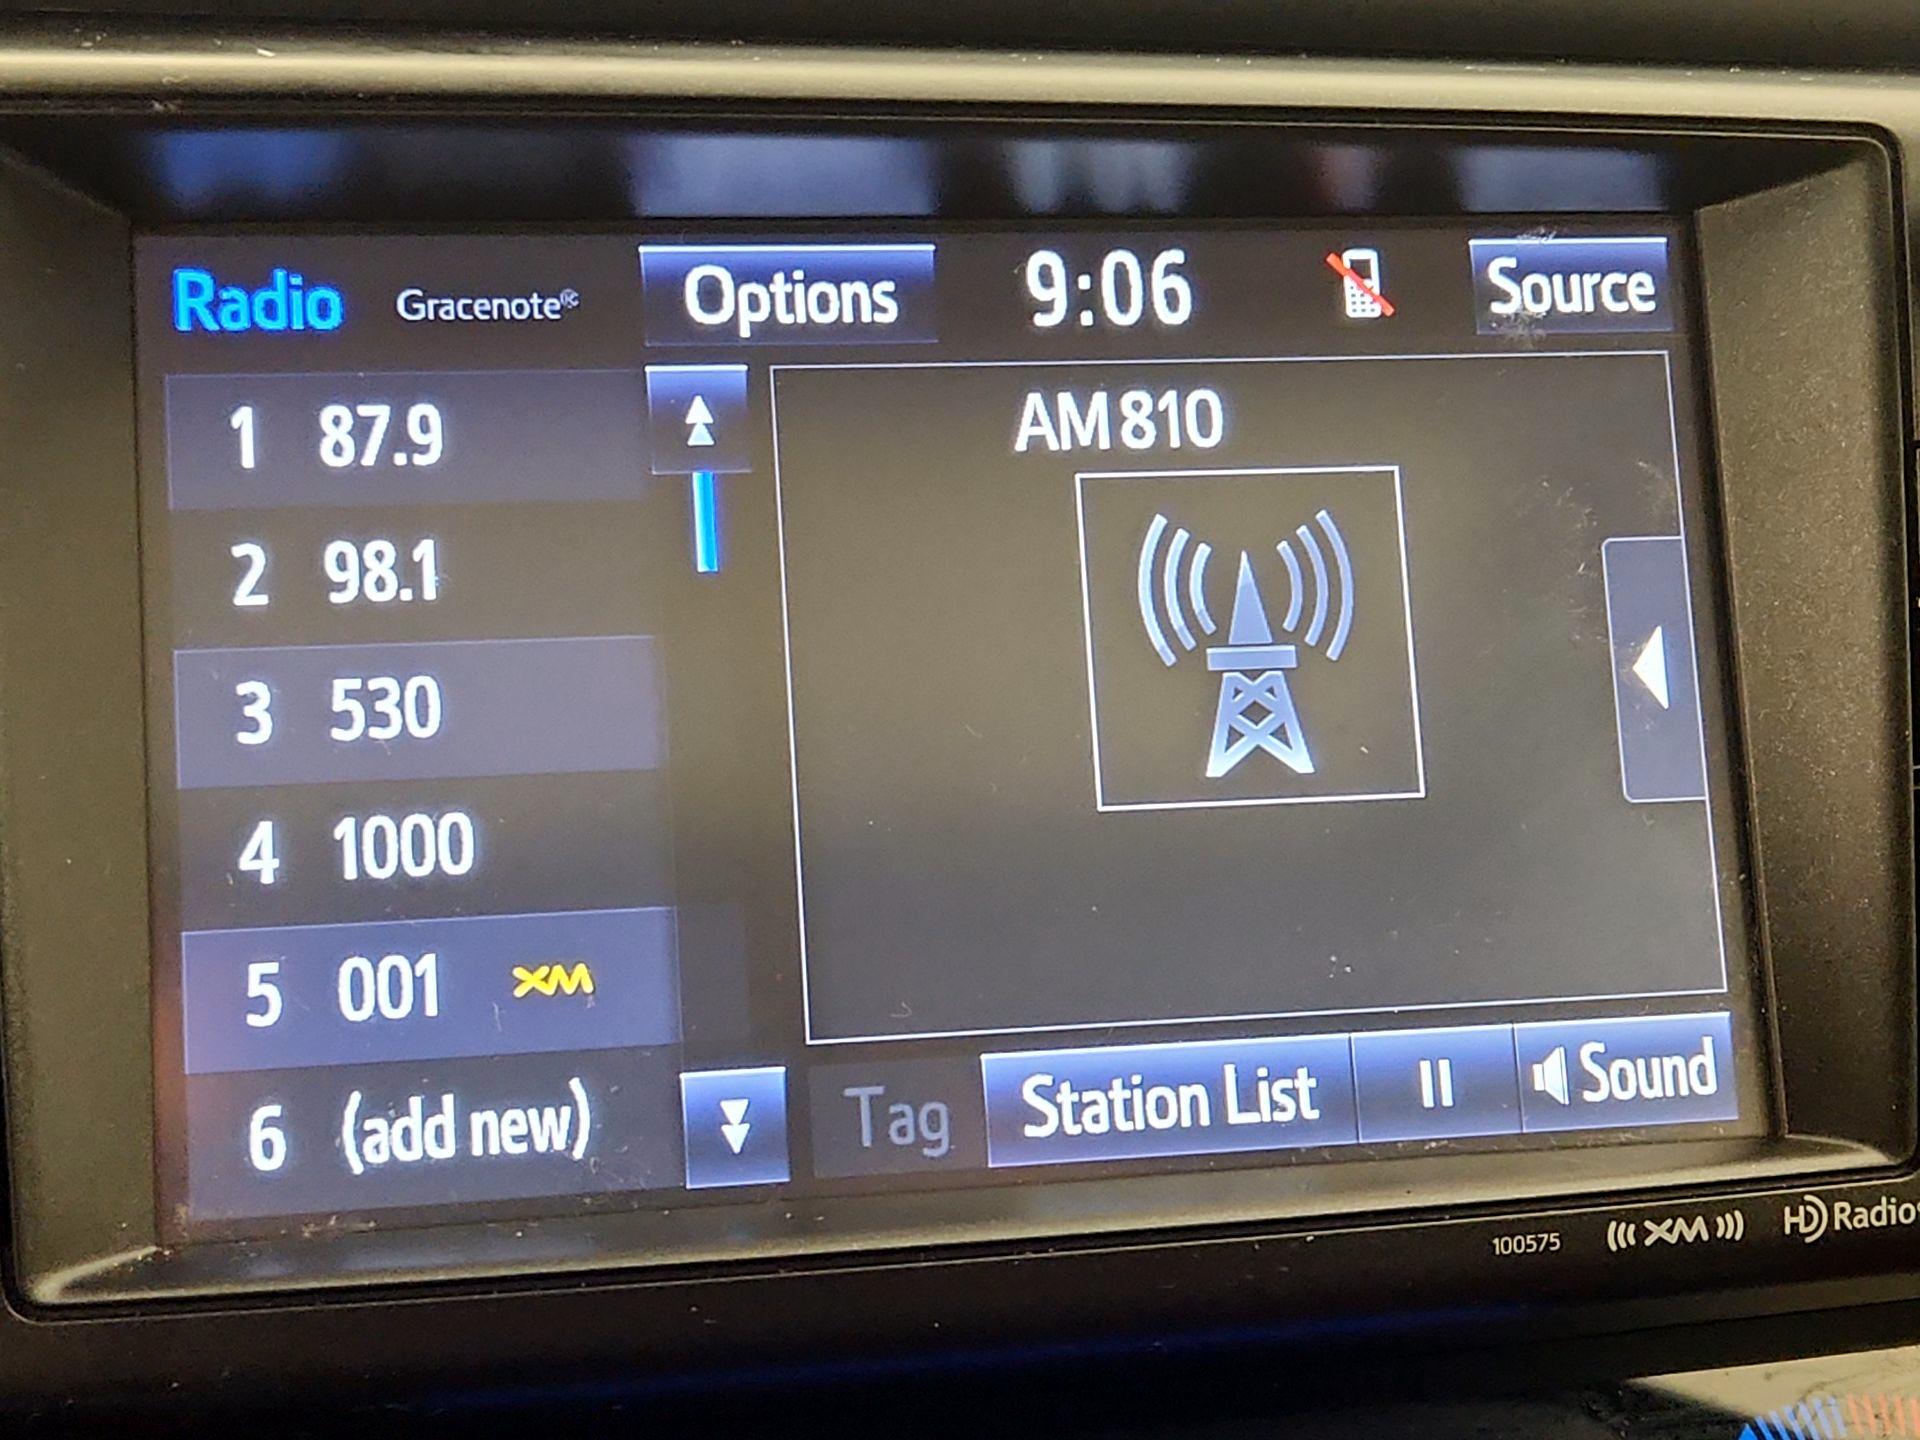 Radio Gracenote Options 9:06 Source
1 87.9
2 98.1
3 530
4 1000
5 001 XM
6 (add new)
AM 810
Tag Station List Sound
100575 XM HD Radio